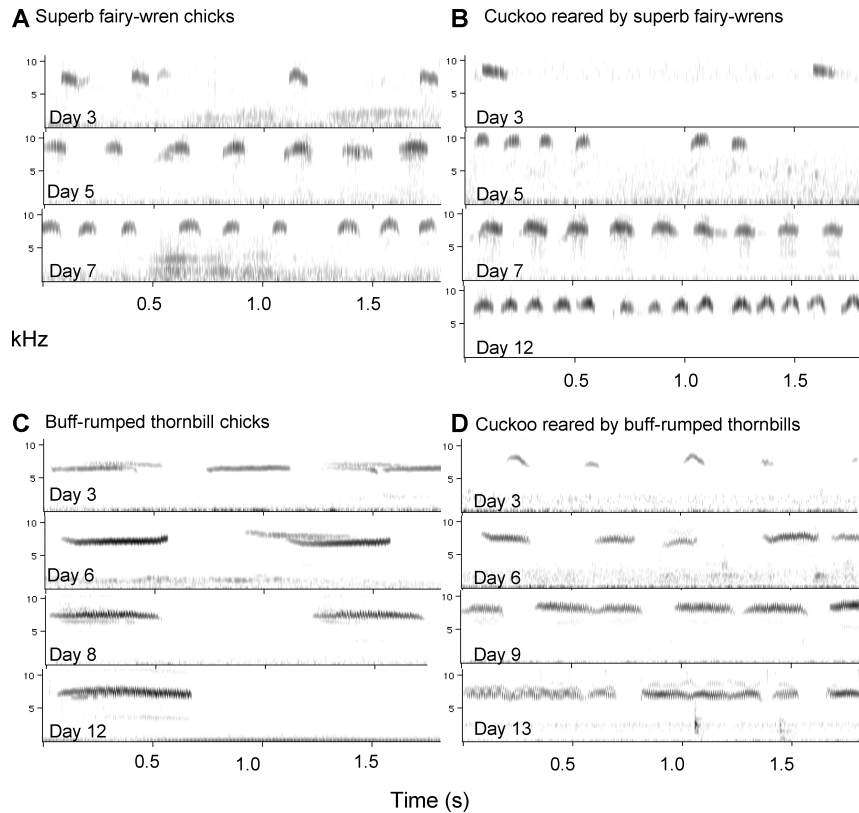 A Superb fairy-wren chicks
10
5
Day 3
10
5
Day 5
10
5
Day 7
0.5 1.0 1.5
kHz
B Cuckoo reared by superb fairy-wrens
10
5
Day 3
10
5
Day 5
10
5
Day 7
10
5
Day 12
0.5 1.0 1.5
C Buff-rumped thornbill chicks
10
5
Day 3
10
5
Day 6
10
5
Day 8
10
5
Day 12
0.5 1.0 1.5
D Cuckoo reared by buff-rumped thornbills
10
5
Day 3
10
5
Day 6
10
5
Day 9
10
5
Day 13
0.5 1.0 1.5
Time (s)